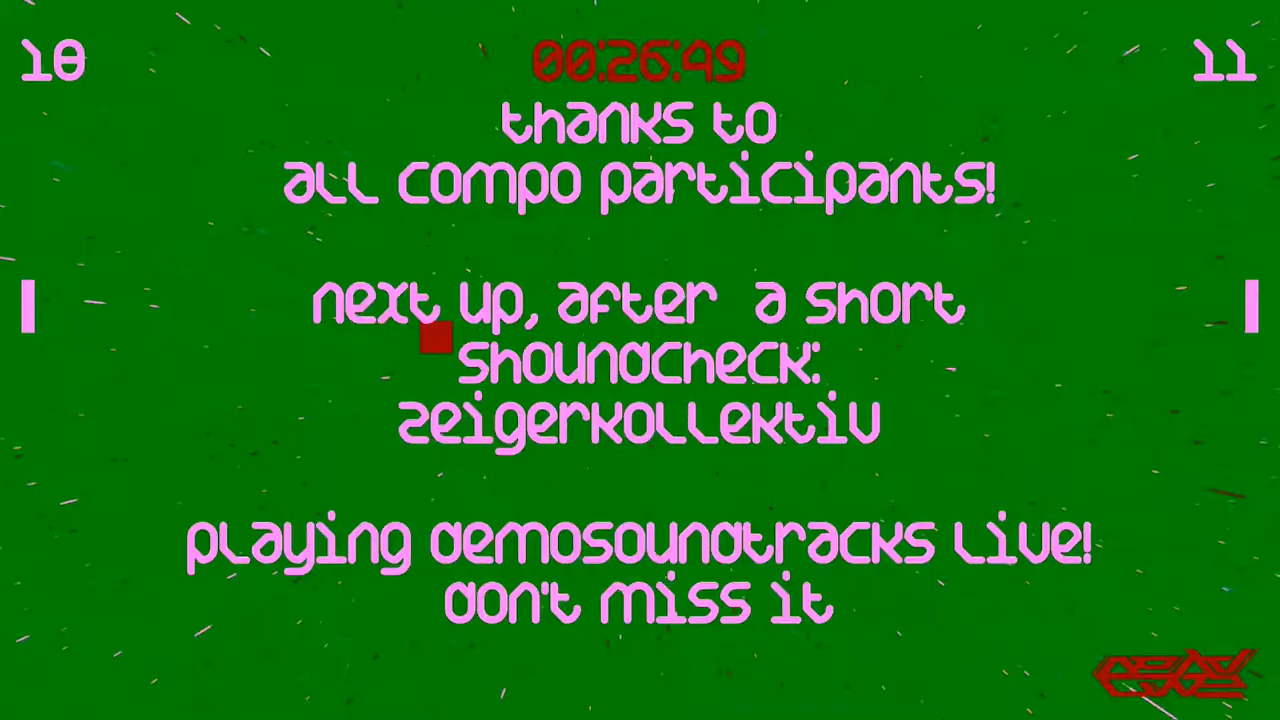 10
00:26:49
11
thanks to
all compo participants!
next up, after a short
shoundcheck:
zeigerkollektiv
playing demosoundtracks live!
don't miss it